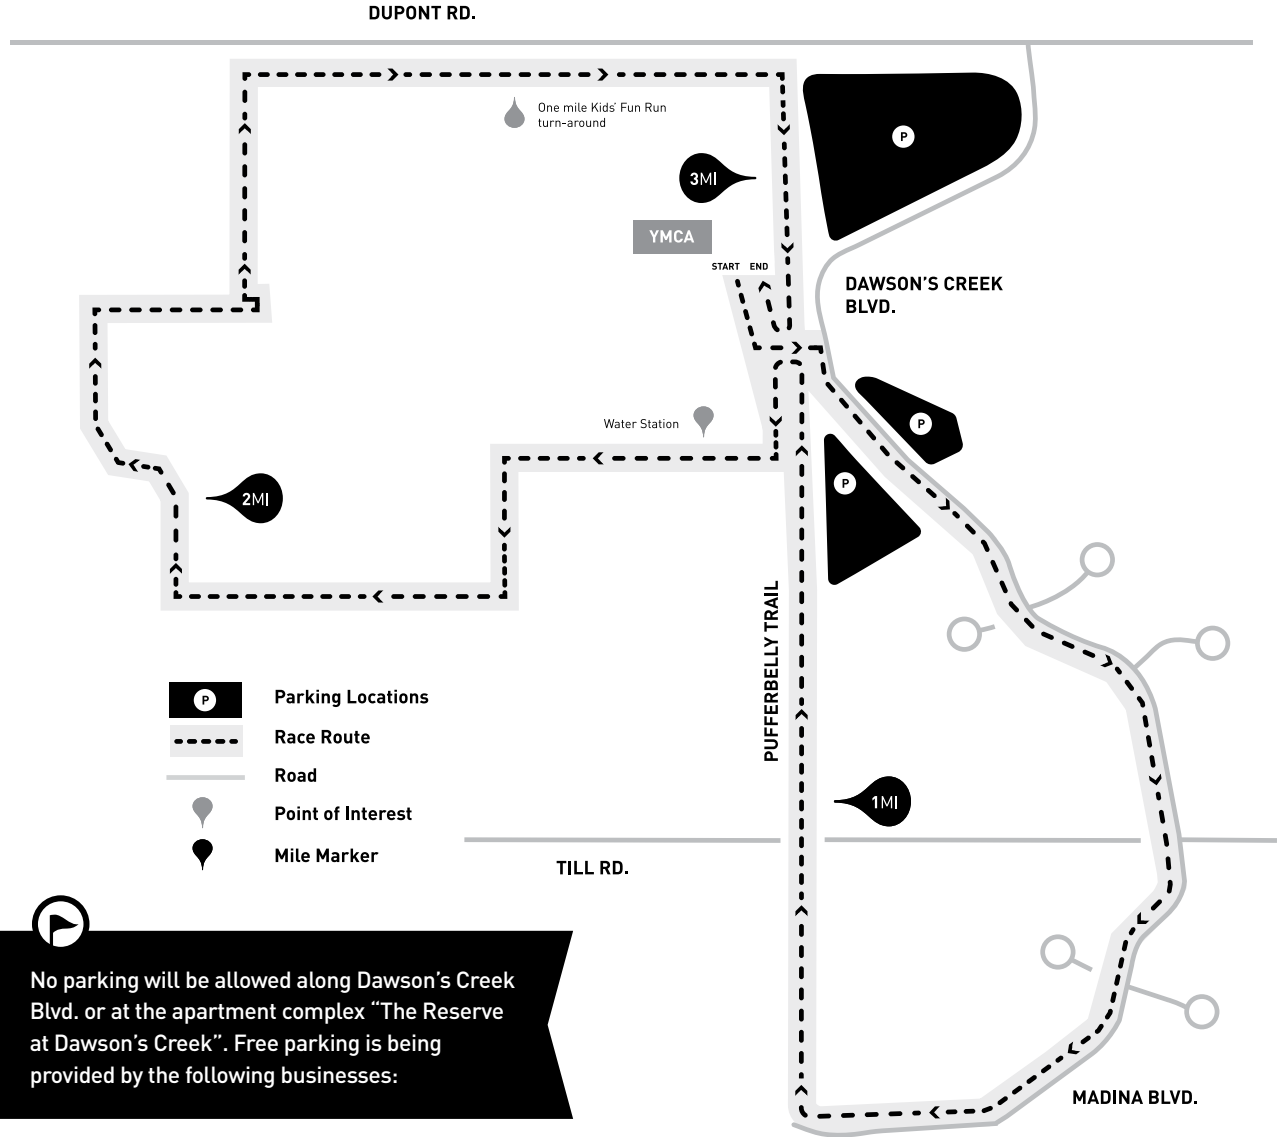 DUPONT RD.
One mile Kids’ Fun Run
turn-around
P
3MI
YMCA
START END
DAWSON’S CREEK
BLVD.
P
Water Station
P
2MI
PUFFERBELLY TRAIL
P
Parking Locations
Race Route
Road
Point of Interest
Mile Marker
1MI
TILL RD.
No parking will be allowed along Dawson’s Creek
Blvd. or at the apartment complex “The Reserve
at Dawson’s Creek”. Free parking is being
provided by the following businesses:
MADINA BLVD.